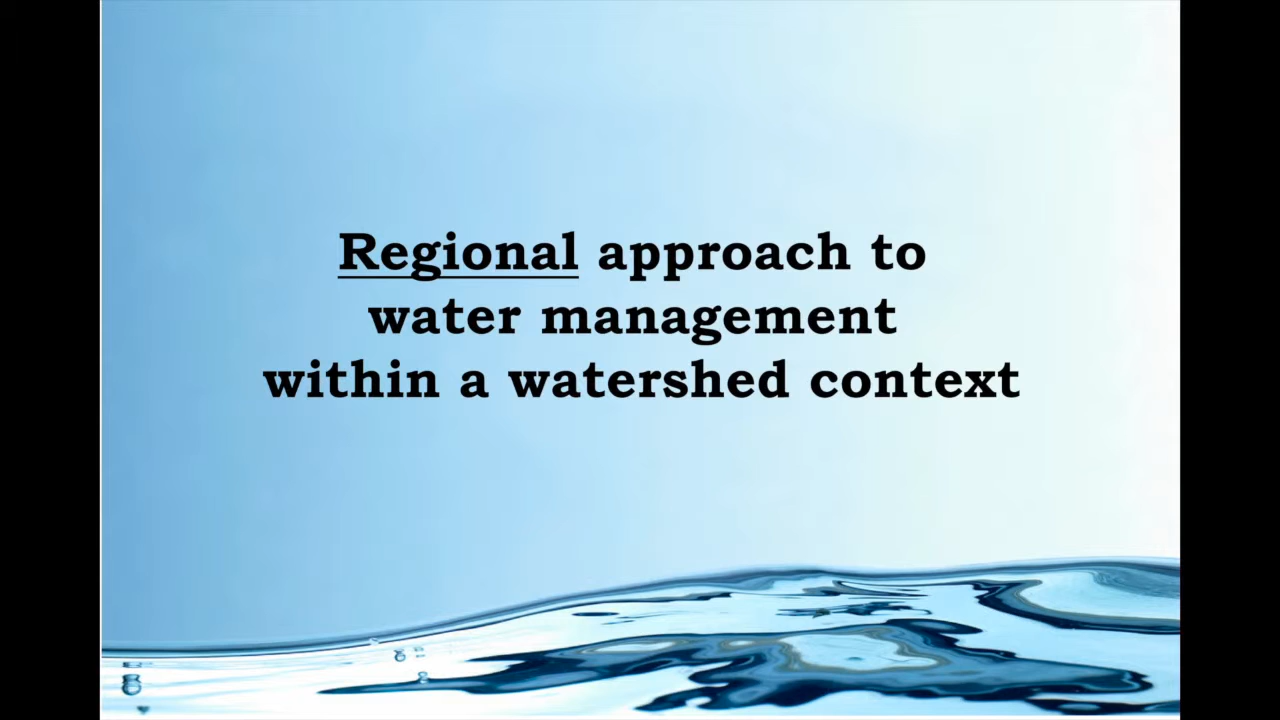 Regional approach to
water management
within a watershed context